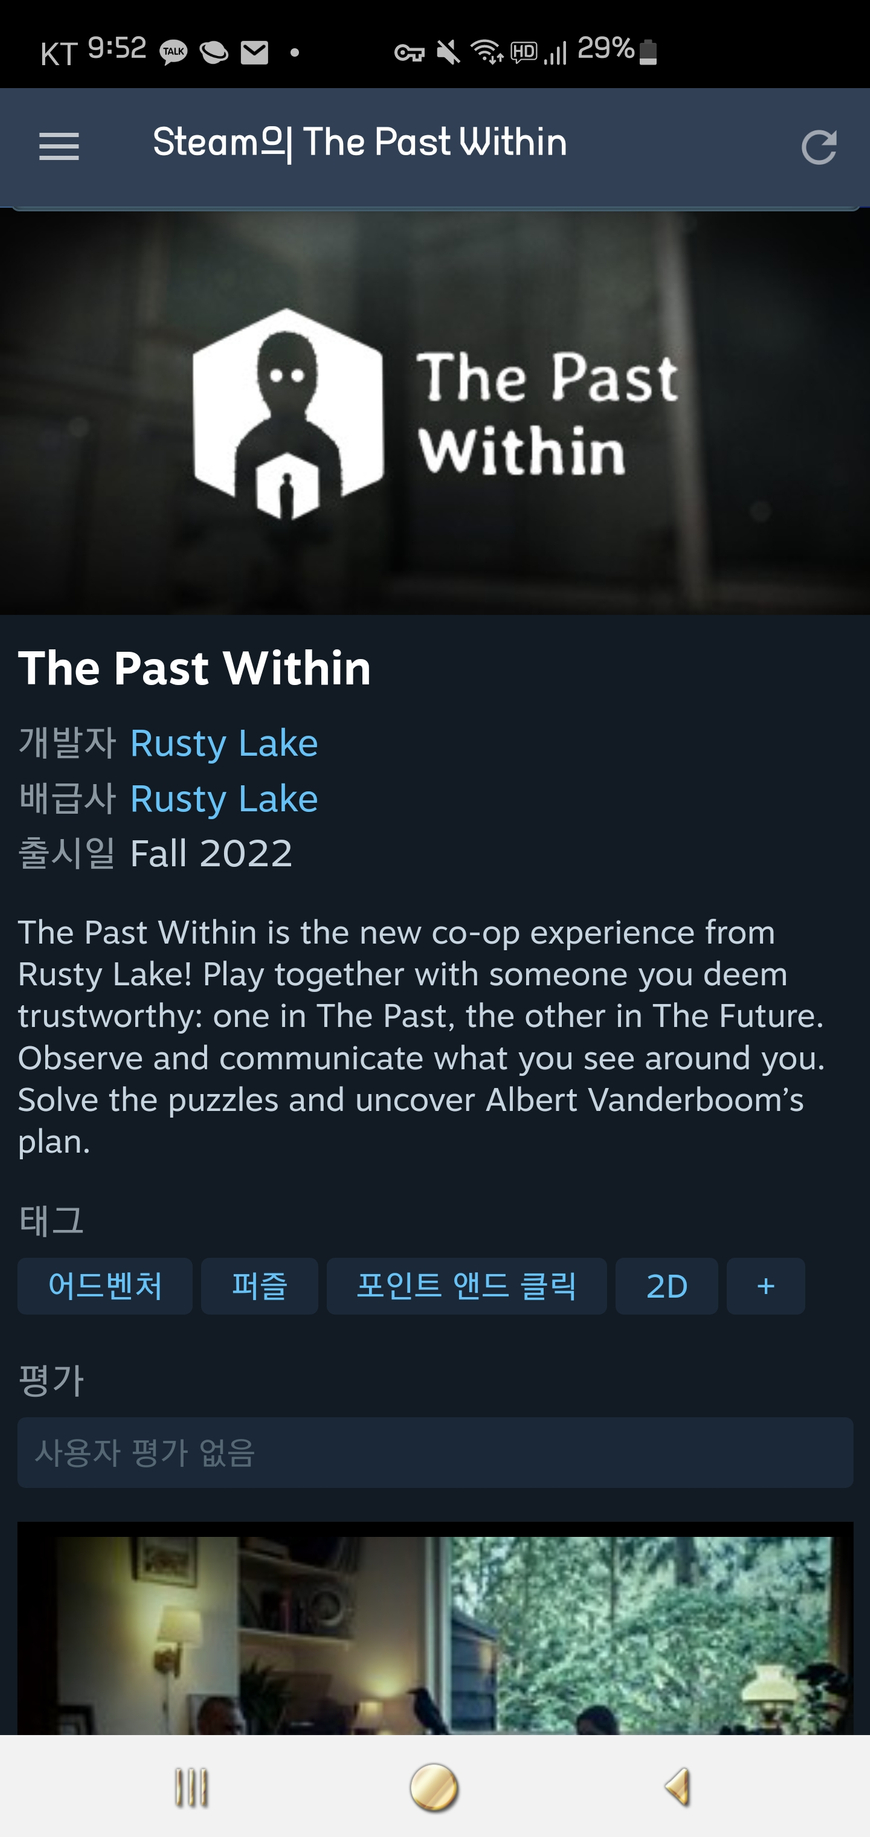 KT 9:52 TALK HD 29%
Steam의 The Past Within
The Past
Within
The Past Within
개발자 Rusty Lake
배급사 Rusty Lake
출시일 Fall 2022
The Past Within is the new co-op experience from
Rusty Lake! Play together with someone you deem
trustworthy: one in The Past, the other in The Future.
Observe and communicate what you see around you.
Solve the puzzles and uncover Albert Vanderboom’s
plan.
태그
어드벤처 퍼즐 포인트 앤드 클릭 2D +
평가
사용자 평가 없음